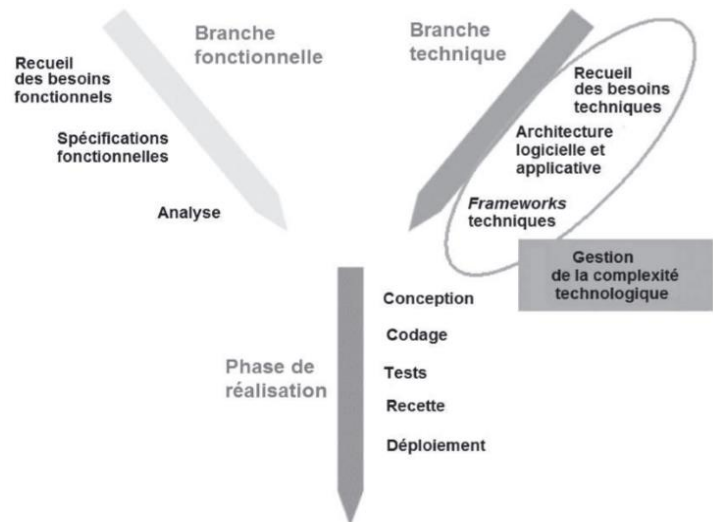 Branche
fonctionnelle
Recueil
des besoins
fonctionnels
Spécifications
fonctionnelles
Analyse
Branche
technique
Recueil
des besoins
techniques
Architecture
logicielle et
applicative
Frameworks
techniques
Gestion
de la complexité
technologique
Phase de
réalisation
Conception
Codage
Tests
Recette
Déploiement